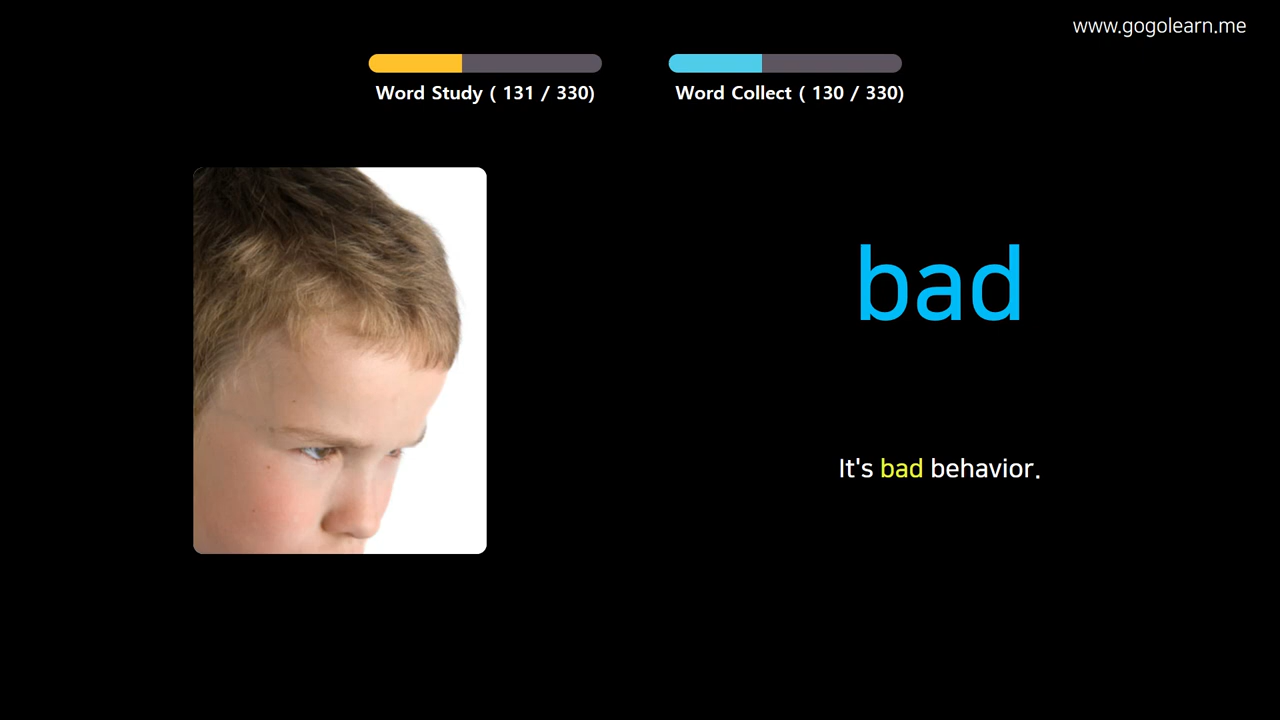 www.gogolearn.me
Word Study ( 131 / 330)
Word Collect ( 130 / 330)
bad
It's bad behavior.